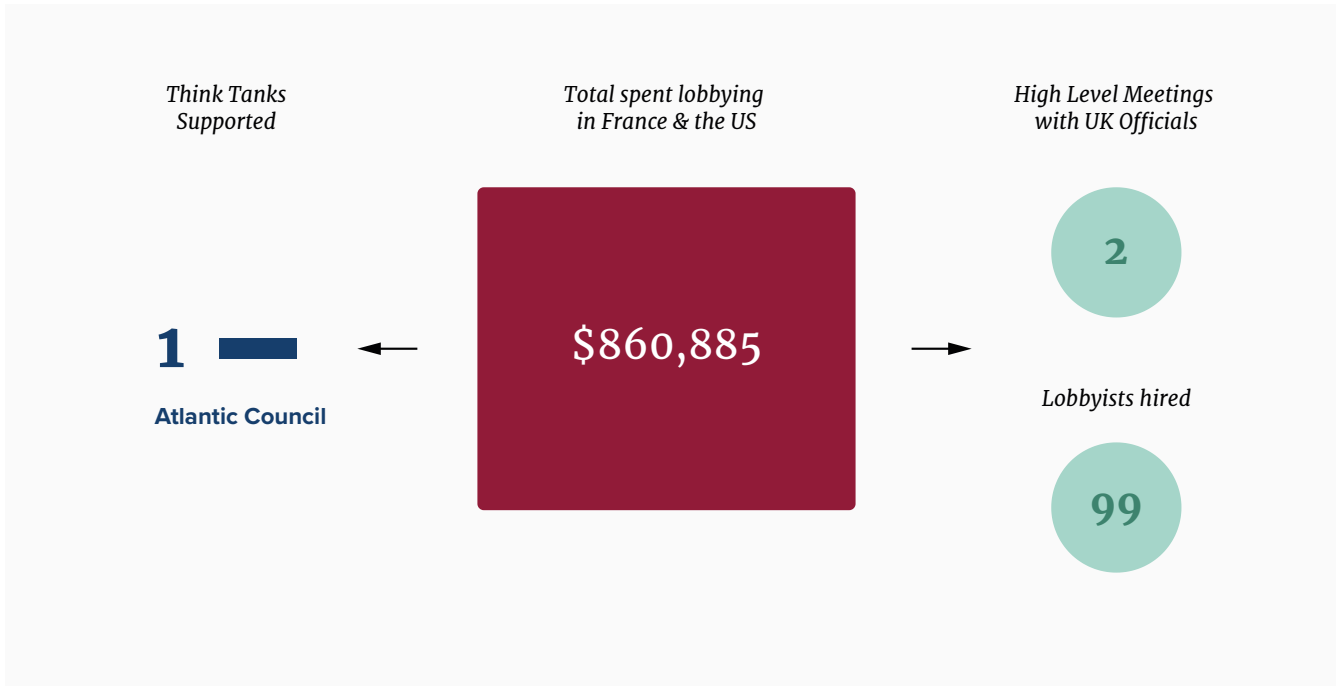 Think Tanks
Supported
1
Atlantic Council
Total spent lobbying
in France & the US
$860,885
High Level Meetings
with UK Officials
2
Lobbyists hired
99